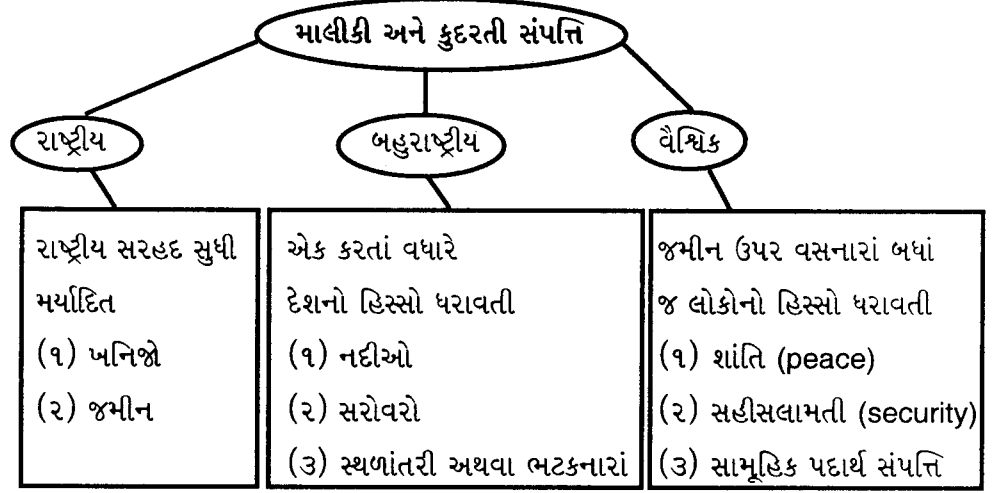 માલીકી અને કુદરતી સંપત્તિ
રાષ્ટ્રીય
બહુરાષ્ટ્રીય
વૈશ્વિક
રાષ્ટ્રીય સરહદ સુધી
મર્યાદિત
(૧) ખનિજો
(૨) જમીન
એક કરતાં વધારે
દેશનો હિસ્સો ધરાવતી
(૧) નદીઓ
(૨) સરોવરો
(૩) સ્થળાંતરી અથવા ભટકનારાં
જમીન ઉપર વસનારાં બધાં
જ લોકોનો હિસ્સો ધરાવતી
(૧) શાંતિ (peace)
(૨) સહીસલામતી (security)
(૩) સામૂહિક પદાર્થ સંપત્તિ